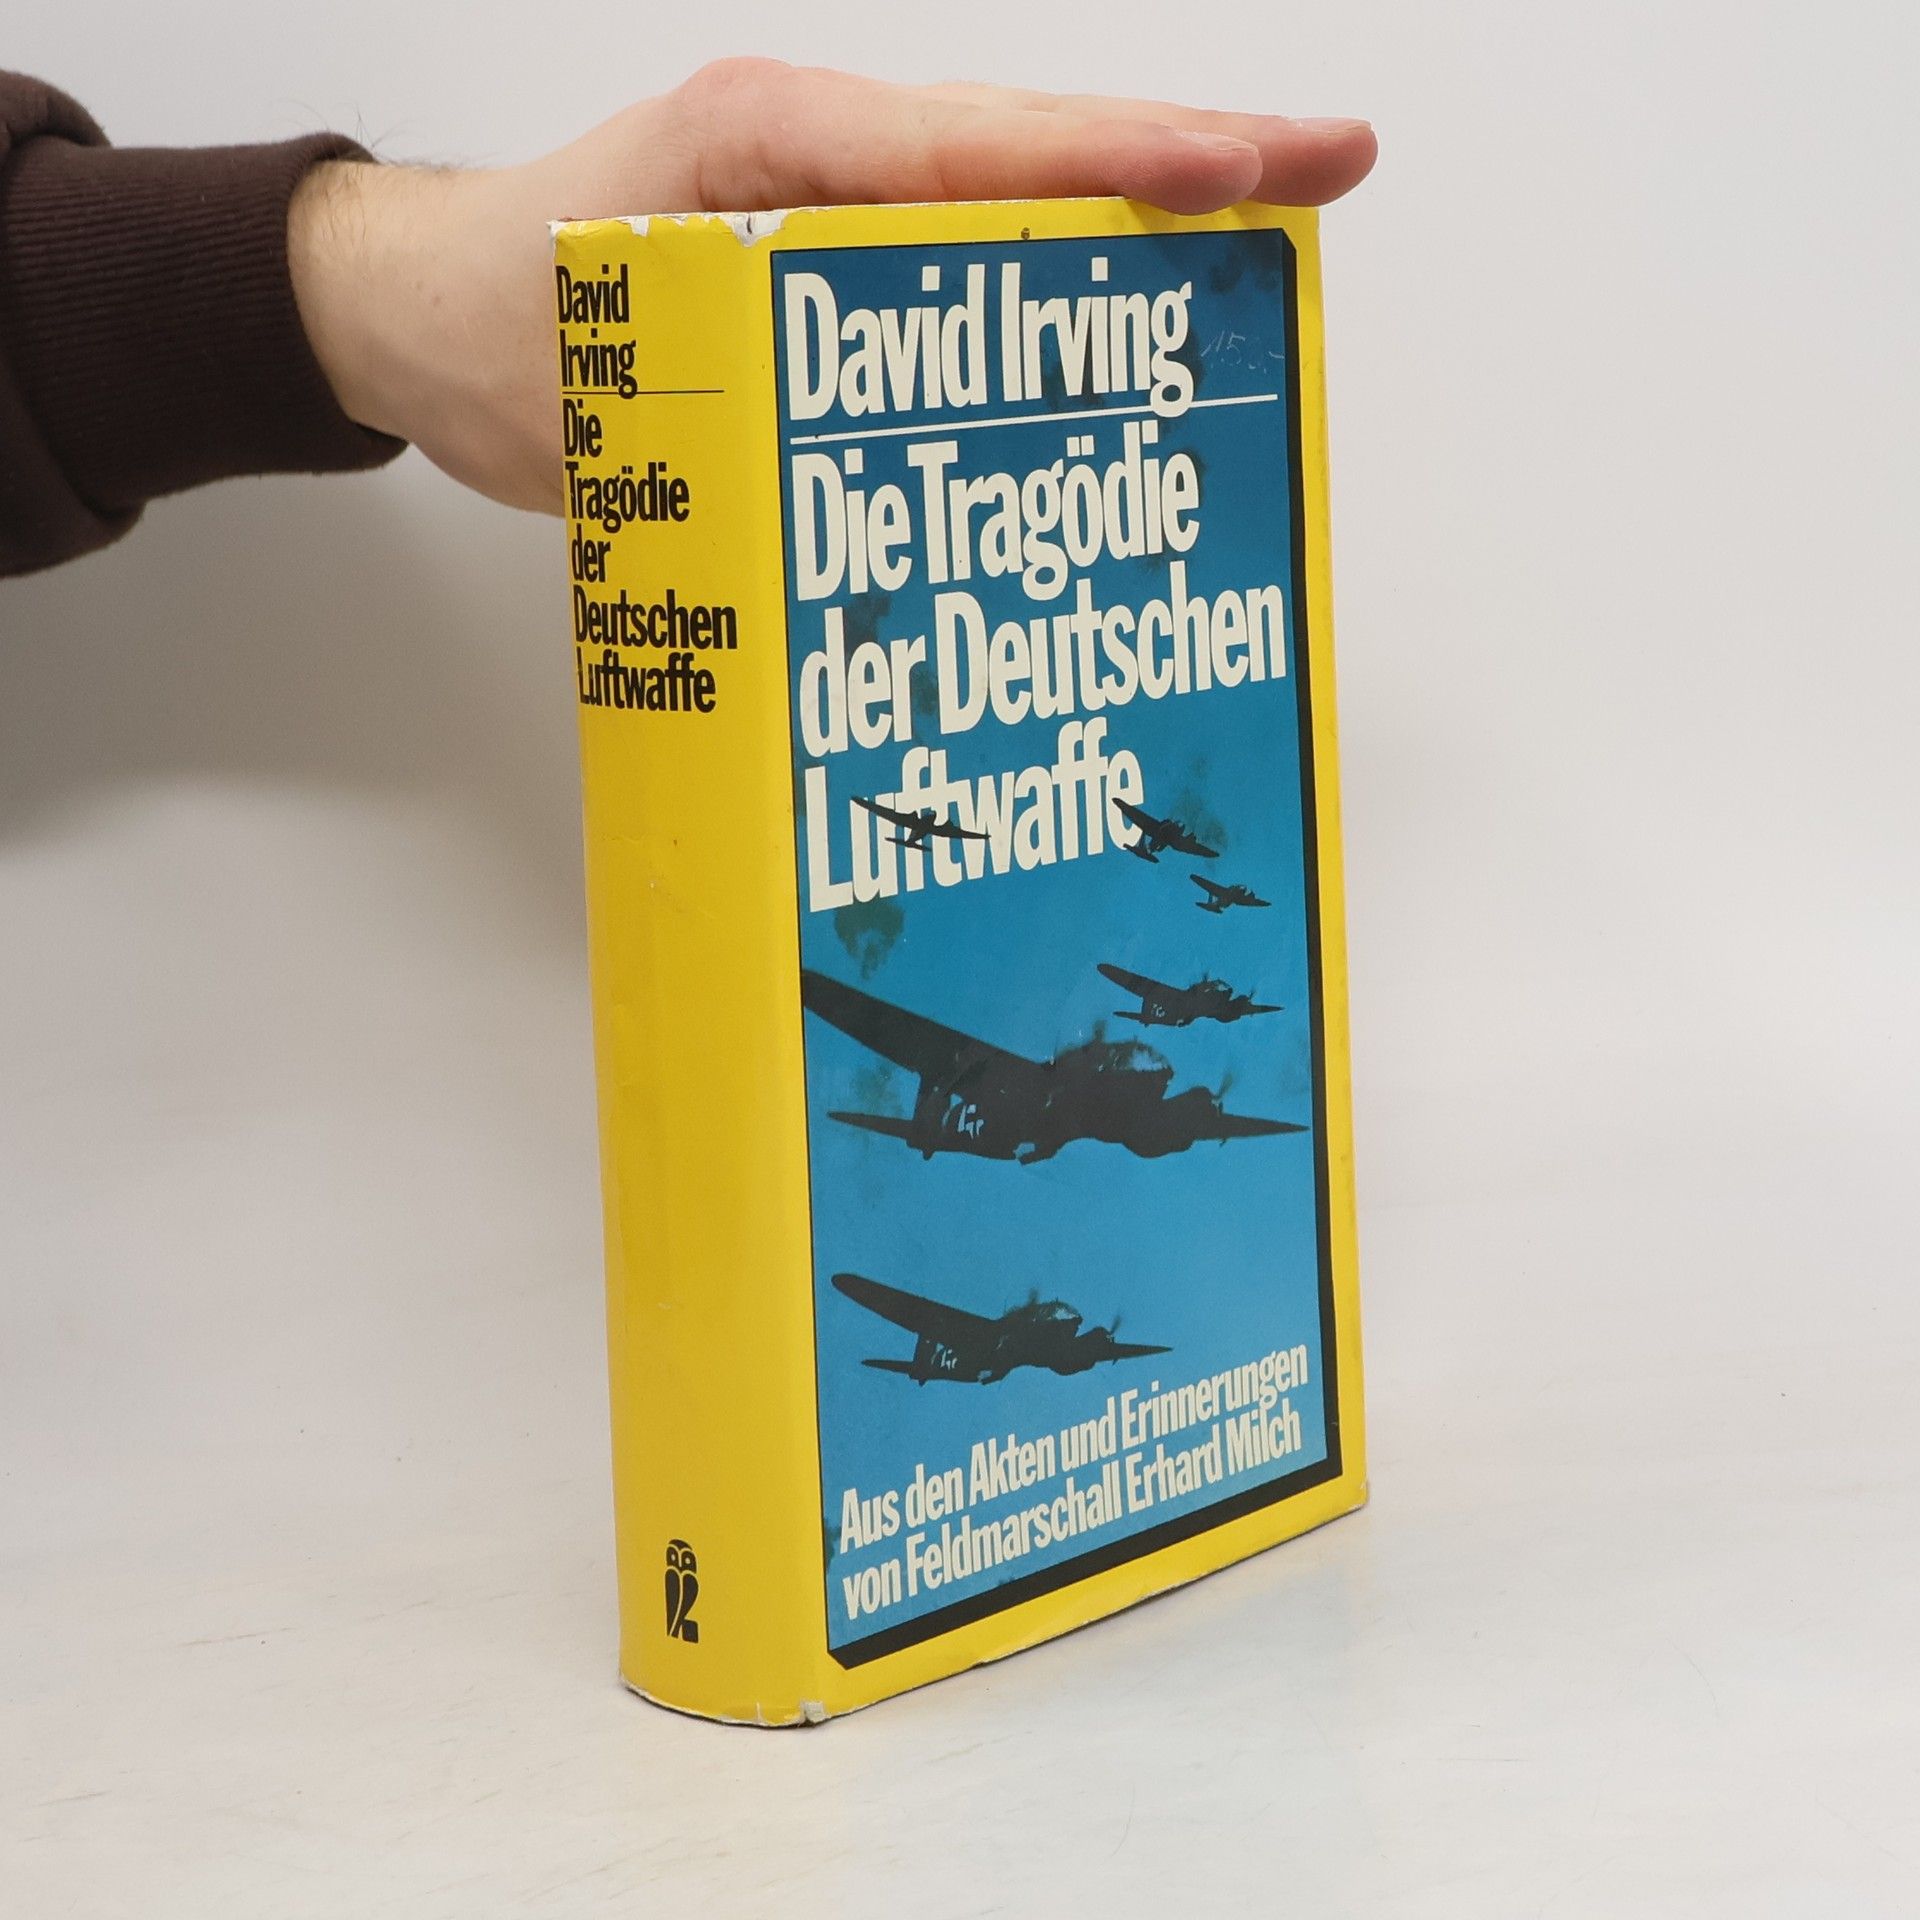 David
Irving
Die
Tragödie
der
Deutschen
Luftwaffe
David Irving
Die Tragödie
der Deutschen
Luftwaffe
Aus den Akten und Erinnerungen
von Feldmarschall Erhard Milch